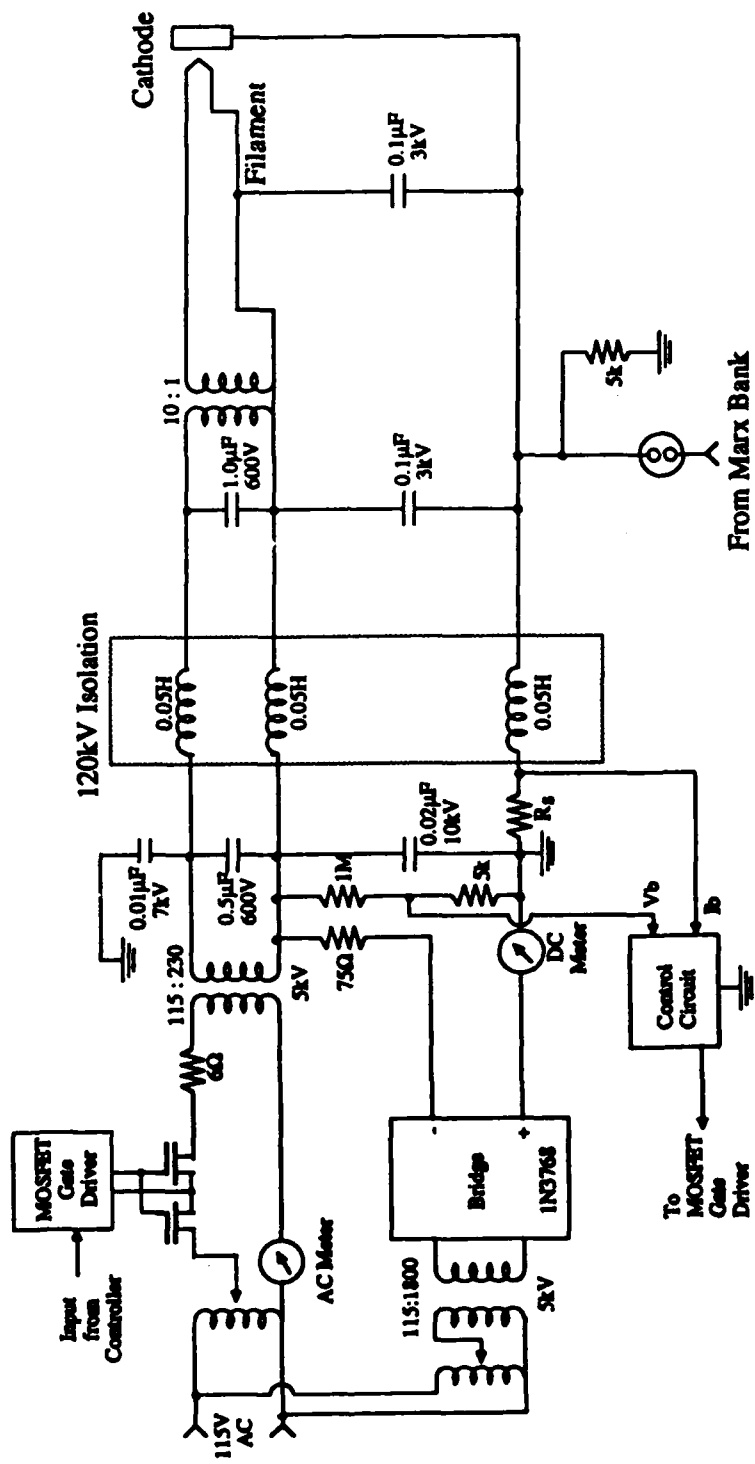 Input
from
Controller
MOSFET
Gate
Driver
115V
AC
6Ω
AC Meter
115 : 230
5kV
0.01µF
7kV
0.5µF
600V
120kV Isolation
0.05H
0.05H
0.05H
1.0µF
600V
10 : 1
Filament
Cathode
0.1µF
3kV
0.1µF
3kV
0.02µF
10kV
75Ω
1M
5k
115:1800
5kV
Bridge
1N3768
-
+
DC
Meter
Vb
Ib
Control
Circuit
To
MOSFET
Gate
Driver
5k
From Marx Bank